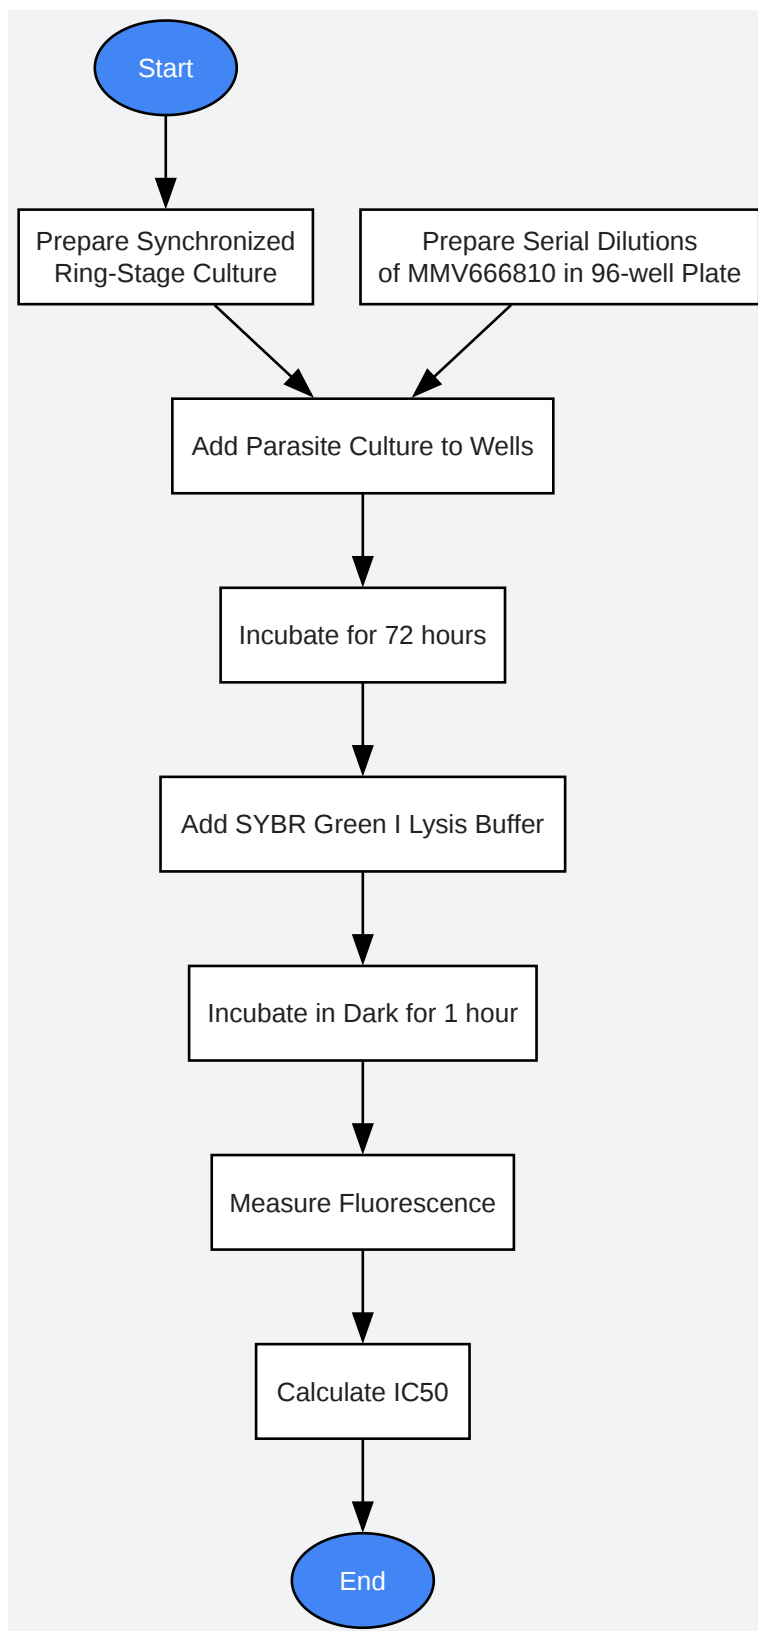 Start
Prepare Synchronized
Ring-Stage Culture
Prepare Serial Dilutions
of MMV666810 in 96-well Plate
Add Parasite Culture to Wells
Incubate for 72 hours
Add SYBR Green I Lysis Buffer
Incubate in Dark for 1 hour
Measure Fluorescence
Calculate IC50
End